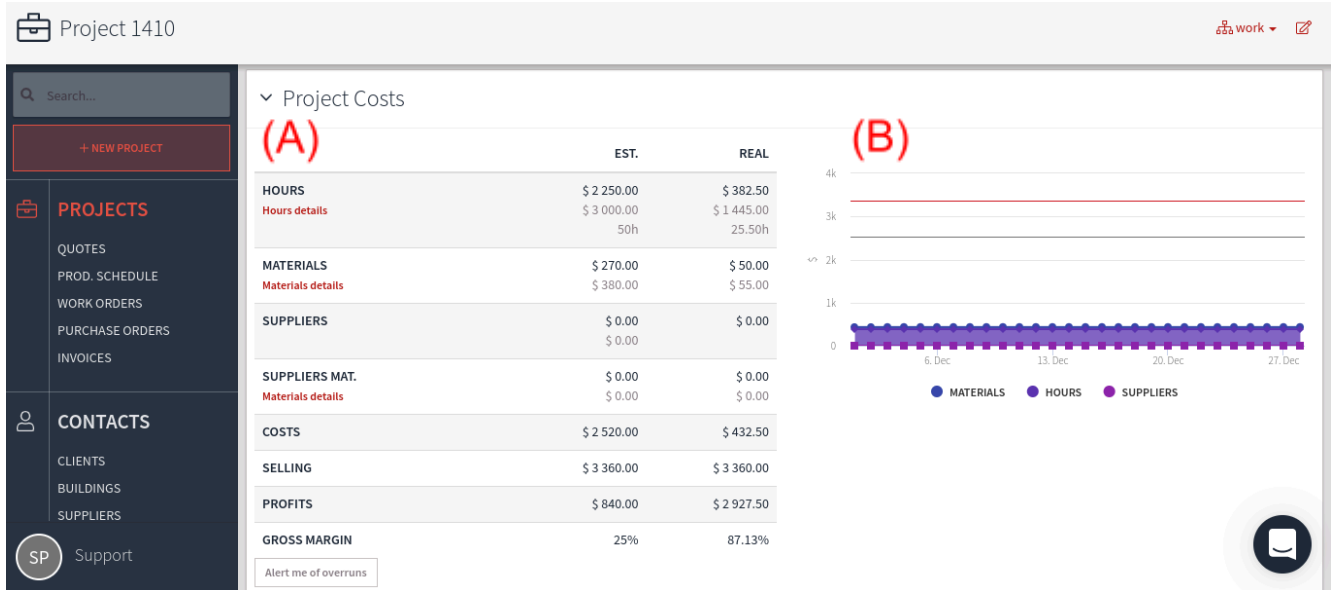 Project 1410
work
Search...
+ NEW PROJECT
PROJECTS
QUOTES
PROD. SCHEDULE
WORK ORDERS
PURCHASE ORDERS
INVOICES
CONTACTS
CLIENTS
BUILDINGS
SUPPLIERS
SP Support
Project Costs
(A)
EST. REAL
HOURS $ 2 250.00 $ 382.50
Hours details $ 3 000.00 $ 1 445.00
50h 25.50h
MATERIALS $ 270.00 $ 50.00
Materials details $ 380.00 $ 55.00
SUPPLIERS $ 0.00 $ 0.00
$ 0.00
SUPPLIERS MAT. $ 0.00 $ 0.00
Materials details $ 0.00 $ 0.00
COSTS $ 2 520.00 $ 432.50
SELLING $ 3 360.00 $ 3 360.00
PROFITS $ 840.00 $ 2 927.50
GROSS MARGIN 25% 87.13%
Alert me of overruns
(B)
4k
3k
$ 2k
1k
0
6. Dec 13. Dec 20. Dec 27. Dec
MATERIALS HOURS SUPPLIERS